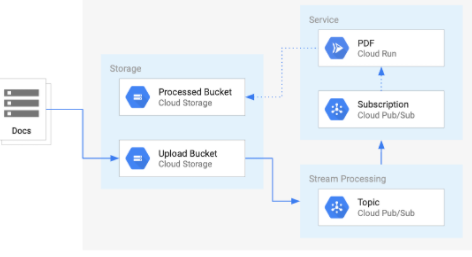 Service
PDF
Cloud Run
Storage
Processed Bucket
Cloud Storage
Subscription
Cloud Pub/Sub
Docs
Upload Bucket
Cloud Storage
Stream Processing
Topic
Cloud Pub/Sub